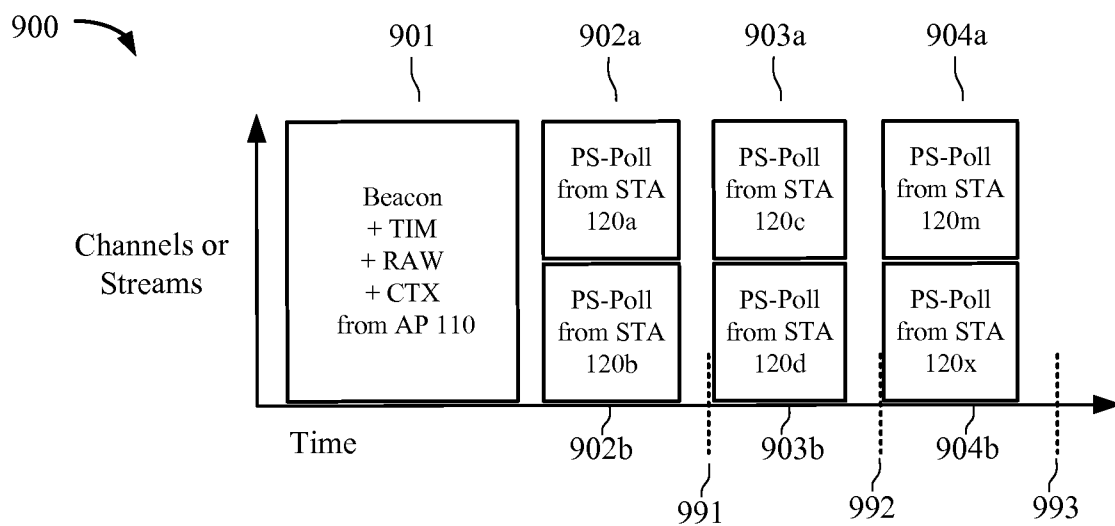 900
901
902a
903a
904a
Channels or
Streams
Beacon
+ TIM
+ RAW
+ CTX
from AP 110
PS-Poll
from STA
120a
PS-Poll
from STA
120c
PS-Poll
from STA
120m
PS-Poll
from STA
120b
PS-Poll
from STA
120d
PS-Poll
from STA
120x
Time
902b
903b
904b
991
992
993